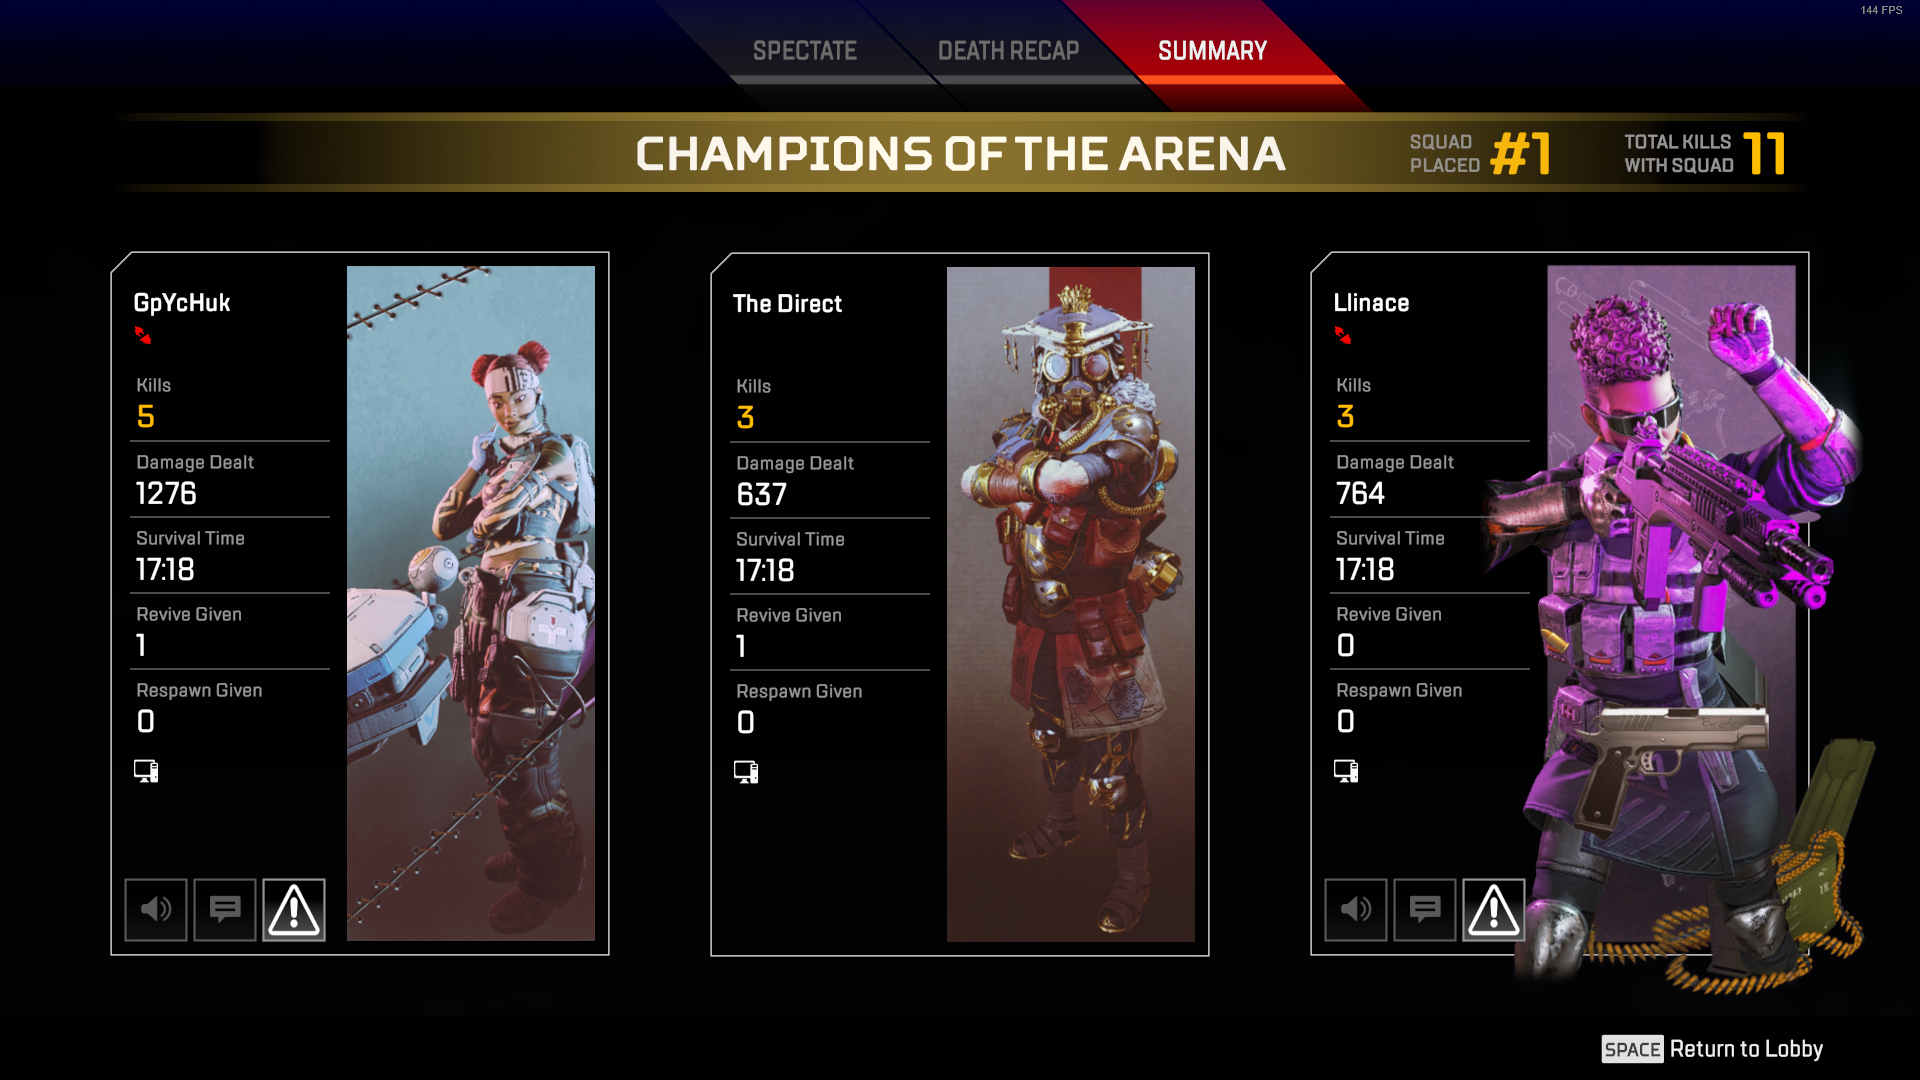 144 FPS
SPECTATE
DEATH RECAP
SUMMARY
CHAMPIONS OF THE ARENA
SQUAD PLACED #1
TOTAL KILLS WITH SQUAD 11
GpYcHuk
Kills
5
Damage Dealt
1276
Survival Time
17:18
Revive Given
1
Respawn Given
0
The Direct
Kills
3
Damage Dealt
637
Survival Time
17:18
Revive Given
1
Respawn Given
0
Llinace
Kills
3
Damage Dealt
764
Survival Time
17:18
Revive Given
0
Respawn Given
0
SPACE Return to Lobby